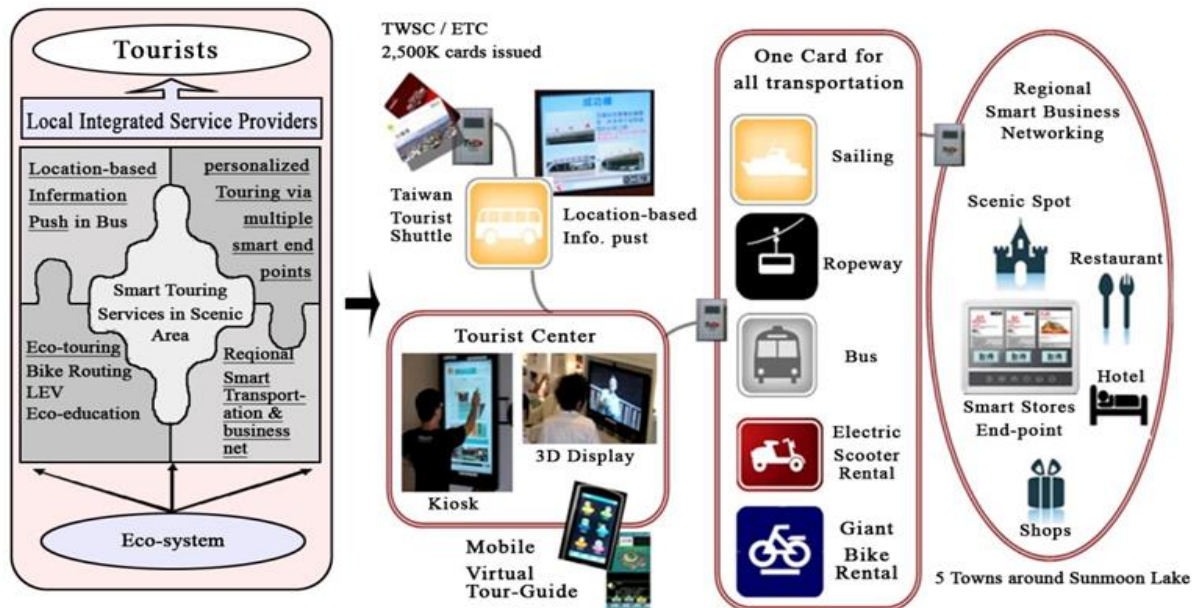 Tourists
Local Integrated Service Providers
Location-based
Infermation
Push in Bus
personalized
Touring via
multiple
smart end
points
Smart Touring
Services in Scenic
Area
Eco-touring
Bike Routing
LEV
Eco-education
Reqional
Smart
Transport-
ation &
business
net
Eco-system
TWSC / ETC
2,500K cards issued
成功機
Taiwan
Tourist
Shuttle
Location-based
Info. pust
Tourist Center
Kiosk
3D Display
Mobile
Virtual
Tour-Guide
One Card for
all transportation
Sailing
Ropeway
Bus
Electric
Scooter
Rental
Giant
Bike
Rental
Regional
Smart Business
Networking
Scenic Spot
Restaurant
Smart Stores
End-point
Hotel
Shops
5 Towns around Sunmoon Lake